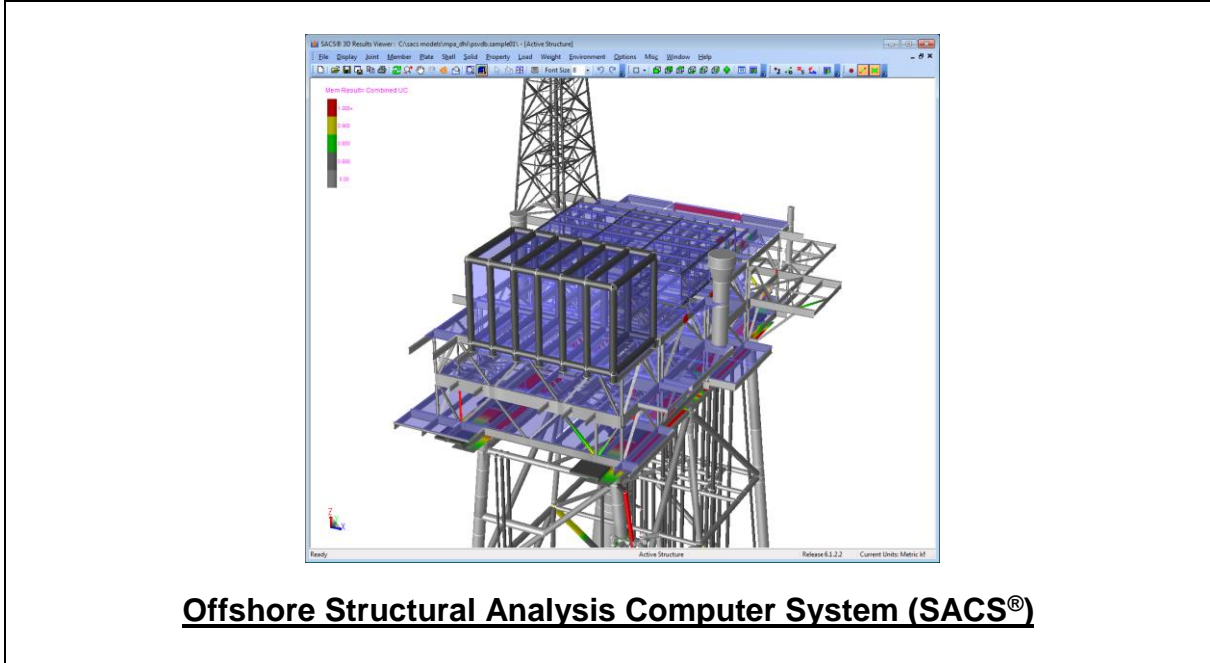 SACS® 3D Results Viewer: C:\sacs models\mpa_dhi\psvdb.sample01\ - [Active Structure]
File Display Joint Member Plate Shell Solid Property Load Weight Environment Options Misc Window Help
Font Size 8
Mem Result= Combined UC
Z
X
Ready Active Structure Release 6.1.2.2 Current Units: Metric kf
Offshore Structural Analysis Computer System (SACS®)